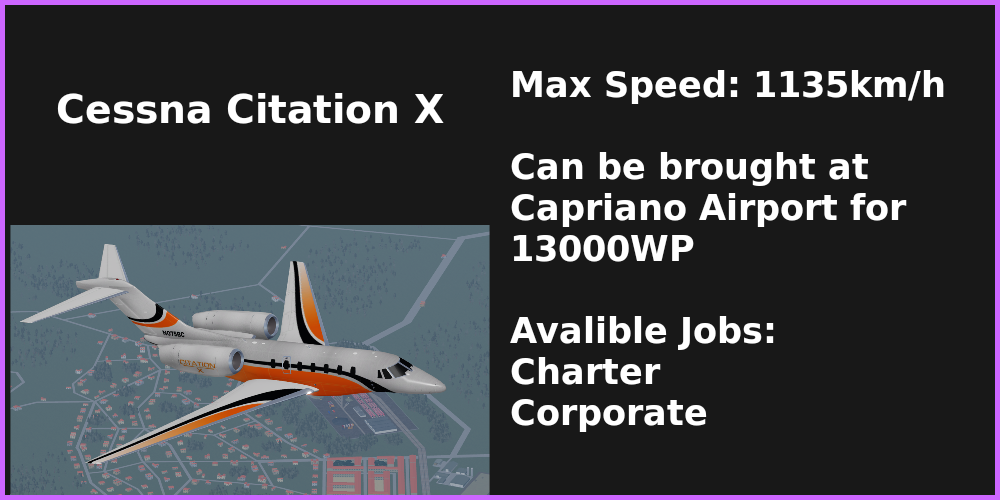 Cessna Citation X
Max Speed: 1135km/h
Can be brought at
Capriano Airport for
13000WP
Avalible Jobs:
Charter
Corporate